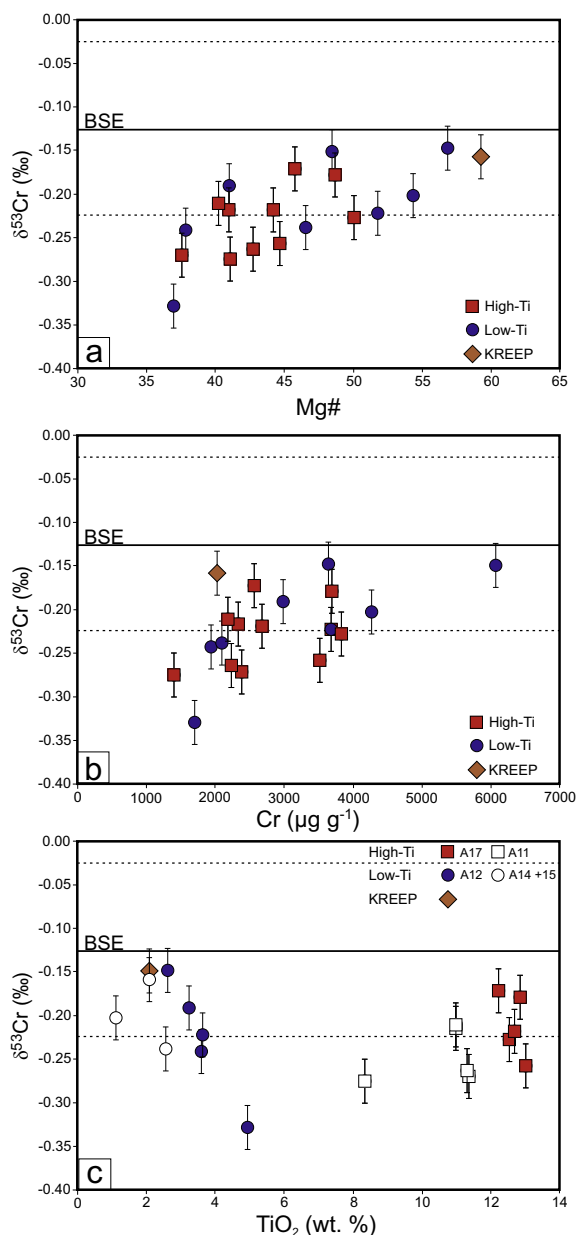 0.00
-0.05
-0.10
BSE
-0.15
δ⁵³Cr (‰)
-0.20
-0.25
-0.30
High-Ti
Low-Ti
-0.35
KREEP
a
-0.40
30 35 40 45 50 55 60 65
Mg#
0.00
-0.05
-0.10
BSE
-0.15
δ⁵³Cr (‰)
-0.20
-0.25
-0.30
High-Ti
Low-Ti
-0.35
KREEP
b
-0.40
0 1000 2000 3000 4000 5000 6000 7000
Cr (µg g⁻¹)
0.00
High-Ti A17 A11
Low-Ti A12 A14 +15
-0.05
KREEP
-0.10
BSE
-0.15
δ⁵³Cr (‰)
-0.20
-0.25
-0.30
-0.35
c
-0.40
0 2 4 6 8 10 12 14
TiO₂ (wt. %)